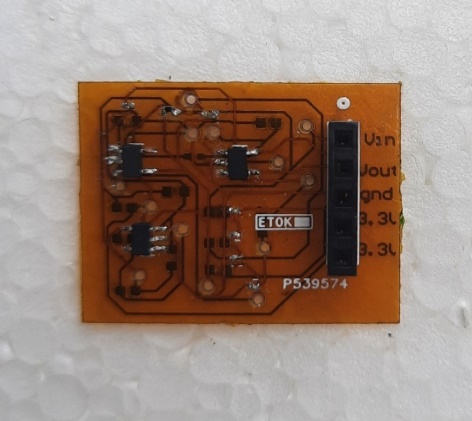 Vin
Vout
gnd
3.3V
ETOK
3.3V
P539574